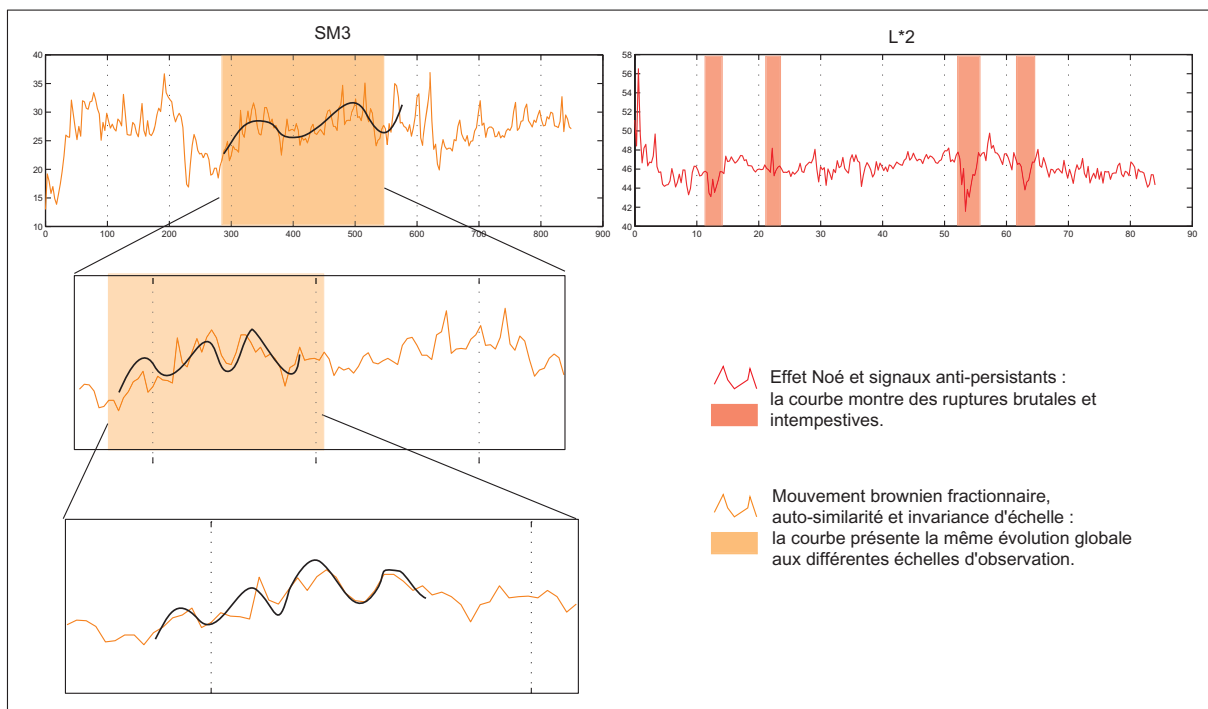 SM3
40
35
30
25
20
15
10
0 100 200 300 400 500 600 700 800 900
L*2
58
56
54
52
50
48
46
44
42
40
0 10 20 30 40 50 60 70 80 90
Effet Noé et signaux anti-persistants :
la courbe montre des ruptures brutales et
intempestives.
Mouvement brownien fractionnaire,
auto-similarité et invariance d'échelle :
la courbe présente la même évolution globale
aux différentes échelles d'observation.